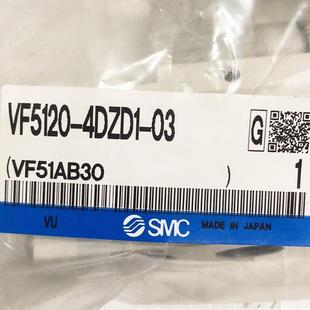 VF5120-4DZD1-03
G
(VF51AB30 )
1
VU
SMC
MADE IN JAPAN